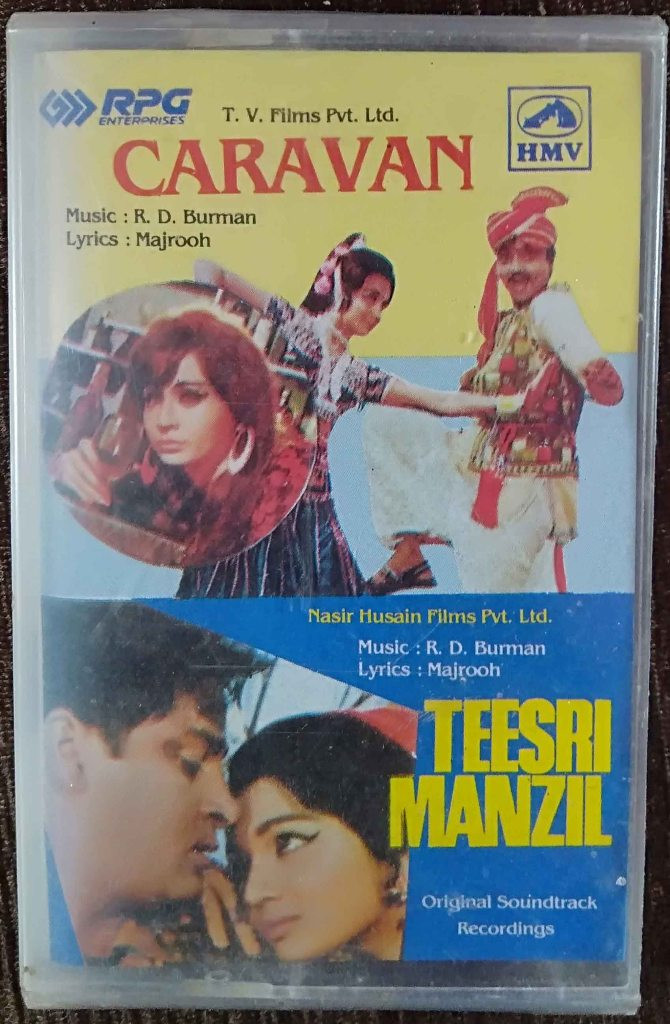 RPG
ENTERPRISES
T. V. Films Pvt. Ltd.
HMV
CARAVAN
Music : R. D. Burman
Lyrics : Majrooh
Nasir Husain Films Pvt. Ltd.
Music : R. D. Burman
Lyrics : Majrooh
TEESRI
MANZIL
Original Soundtrack
Recordings